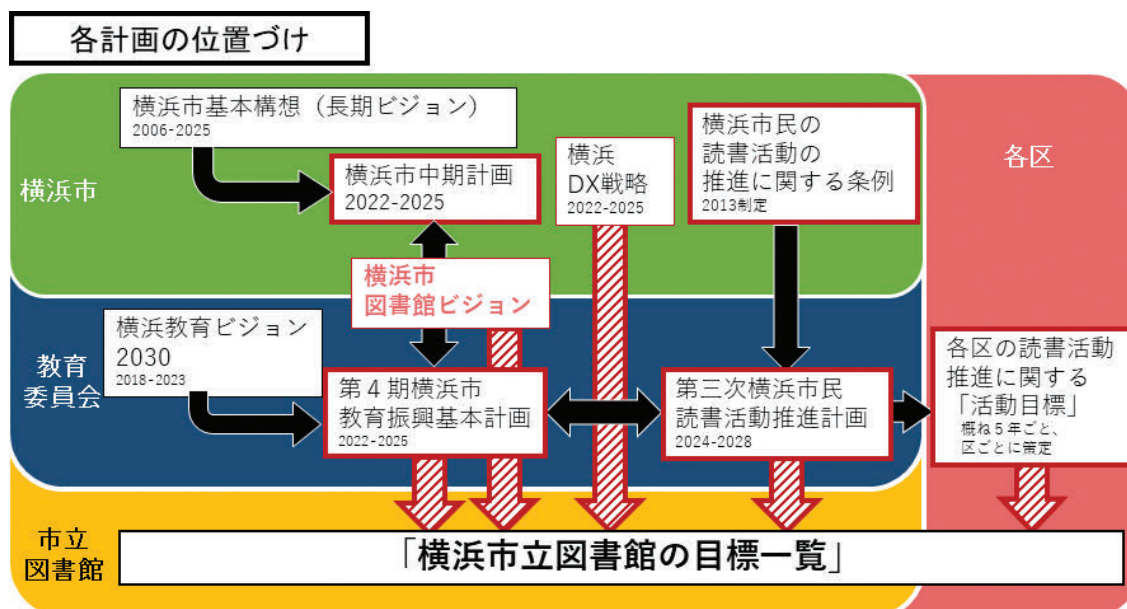 各計画の位置づけ
横浜市
横浜市基本構想（長期ビジョン）
2006-2025
横浜市中期計画
2022-2025
横浜
DX戦略
2022-2025
横浜市民の
読書活動の
推進に関する条例
2013制定
各区
横浜市
図書館ビジョン
教育
委員会
横浜教育ビジョン
2030
2018-2023
第４期横浜市
教育振興基本計画
2022-2025
第三次横浜市民
読書活動推進計画
2024-2028
各区の読書活動
推進に関する
「活動目標」
概ね５年ごと、
区ごとに策定
市立
図書館
「横浜市立図書館の目標一覧」